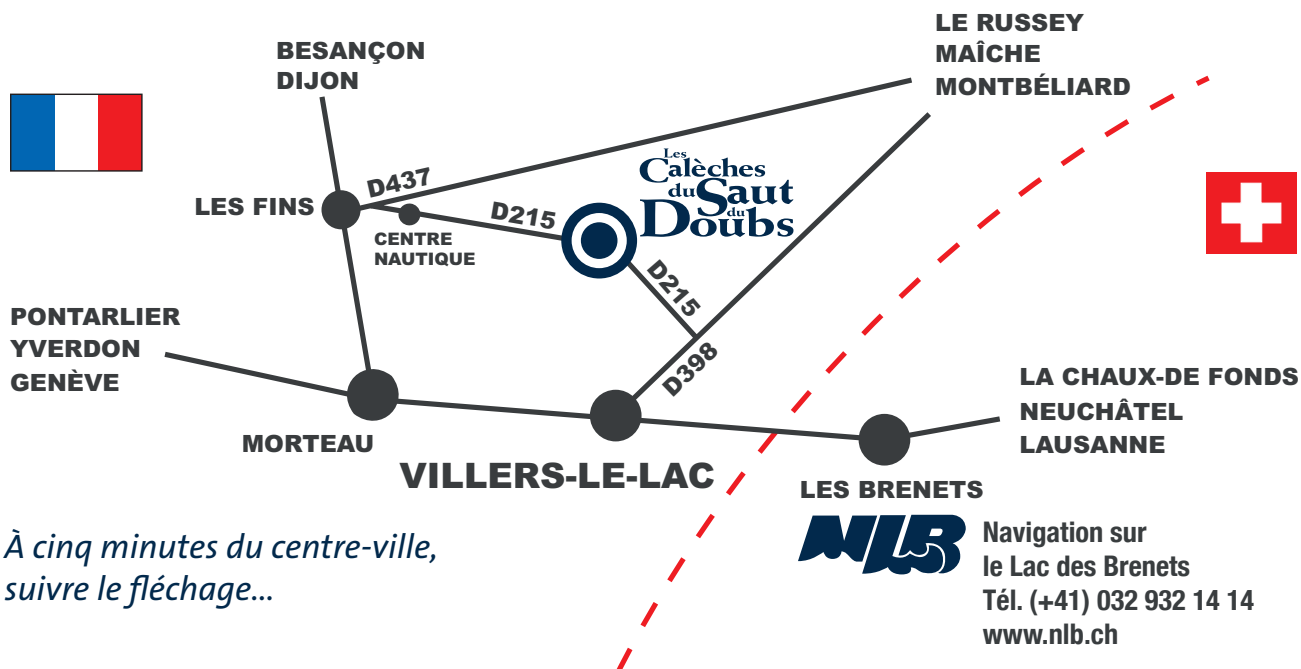 BESANÇON
DIJON
LE RUSSEY
MAÎCHE
MONTBÉLIARD
Les
Calèches
du Saut
du
Doubs
D437
LES FINS
D215
CENTRE
NAUTIQUE
D215
PONTARLIER
YVERDON
GENÈVE
D398
LA CHAUX-DE FONDS
NEUCHÂTEL
LAUSANNE
MORTEAU
VILLERS-LE-LAC
LES BRENETS
À cinq minutes du centre-ville,
suivre le fléchage...
NLB
Navigation sur
le Lac des Brenets
Tél. (+41) 032 932 14 14
www.nlb.ch